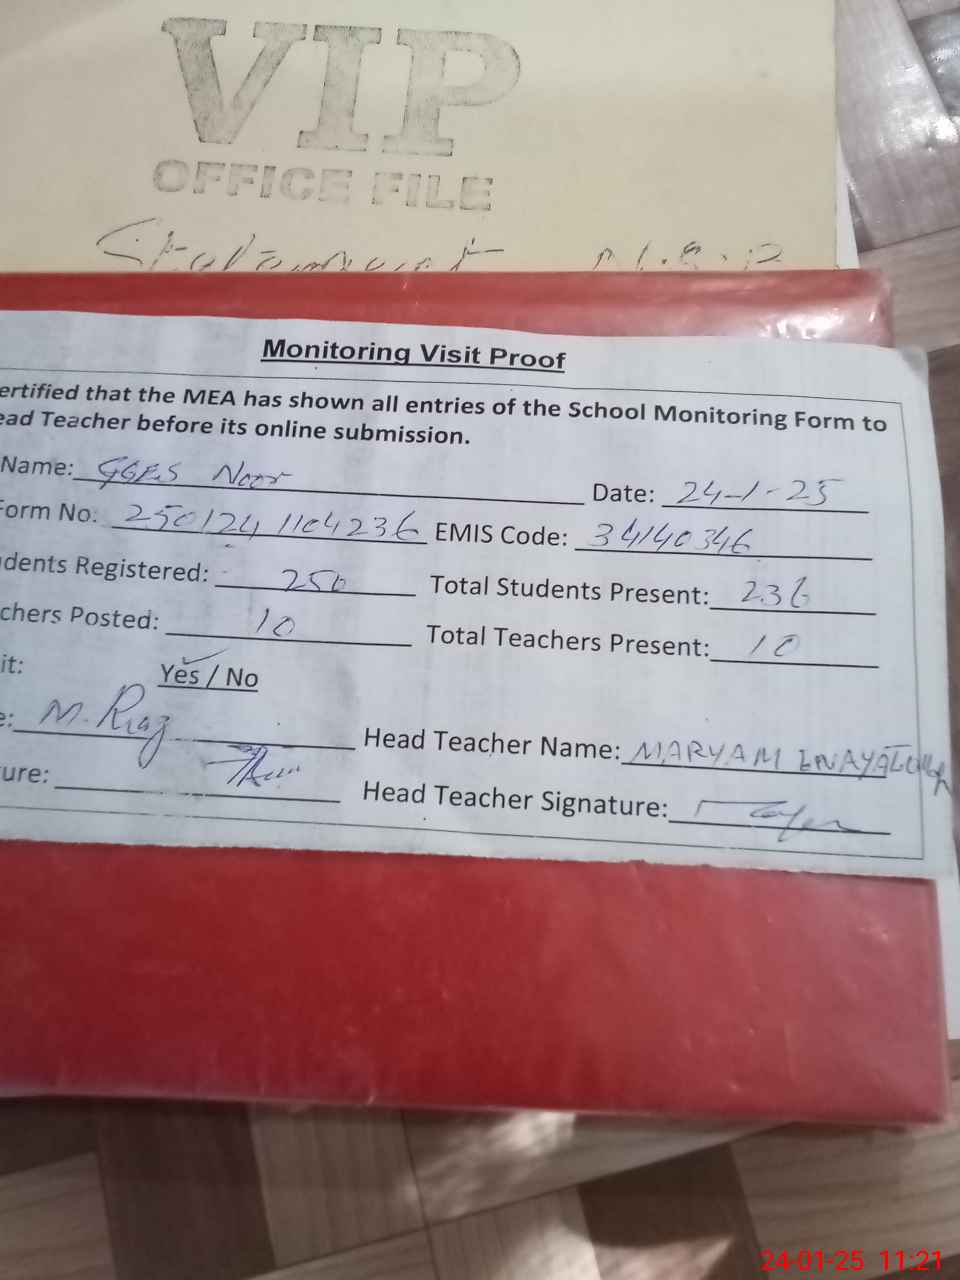 VIP
OFFICE FILE
Statement N.S.B
Monitoring Visit Proof
ertified that the MEA has shown all entries of the School Monitoring Form to
ead Teacher before its online submission.
Name: GGES Noor Date: 24-1-25
Form No: 250124 1104236 EMIS Code: 34140346
dents Registered: 250 Total Students Present: 236
chers Posted: 10 Total Teachers Present: 10
it: Yes / No
e: M. Riaz Head Teacher Name: MARYAM ENAYATULLAH
ure: Head Teacher Signature:
24-01-25 11:21